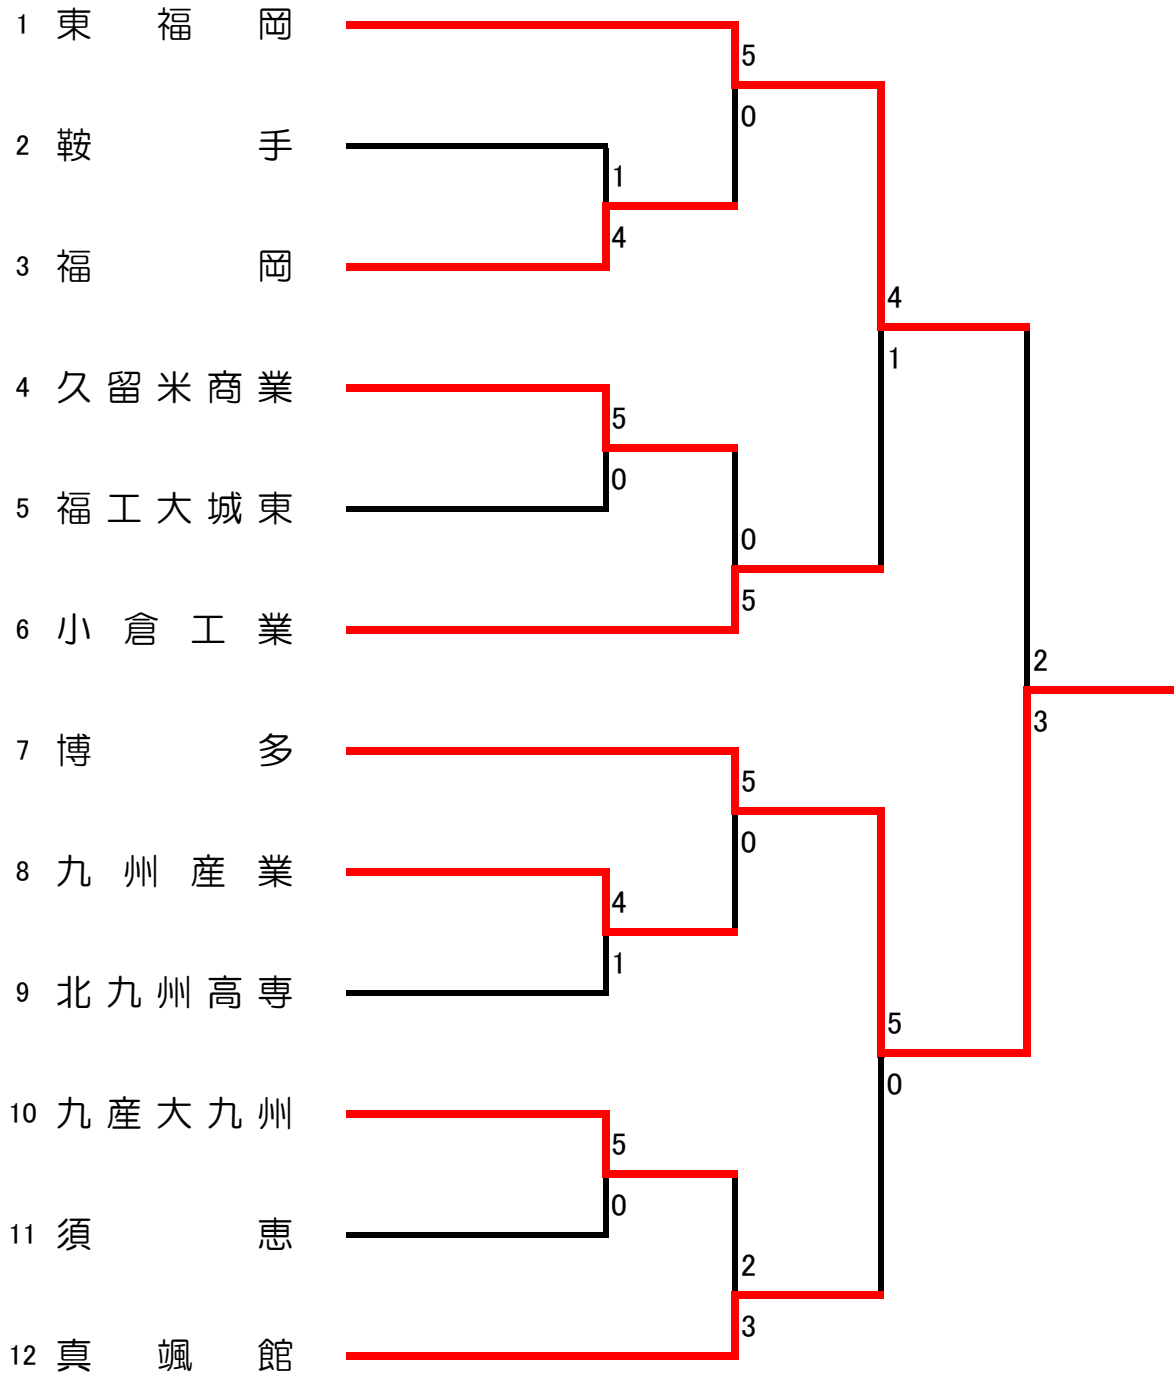 1 東福岡
5
0
2 鞍手
1
4
3 福岡
4
1
4 久留米商業
5
0
5 福工大城東
0
5
6 小倉工業
2
3
7 博多
5
0
8 九州産業
4
1
9 北九州高専
5
0
10 九産大九州
5
0
11 須恵
2
3
12 真颯館